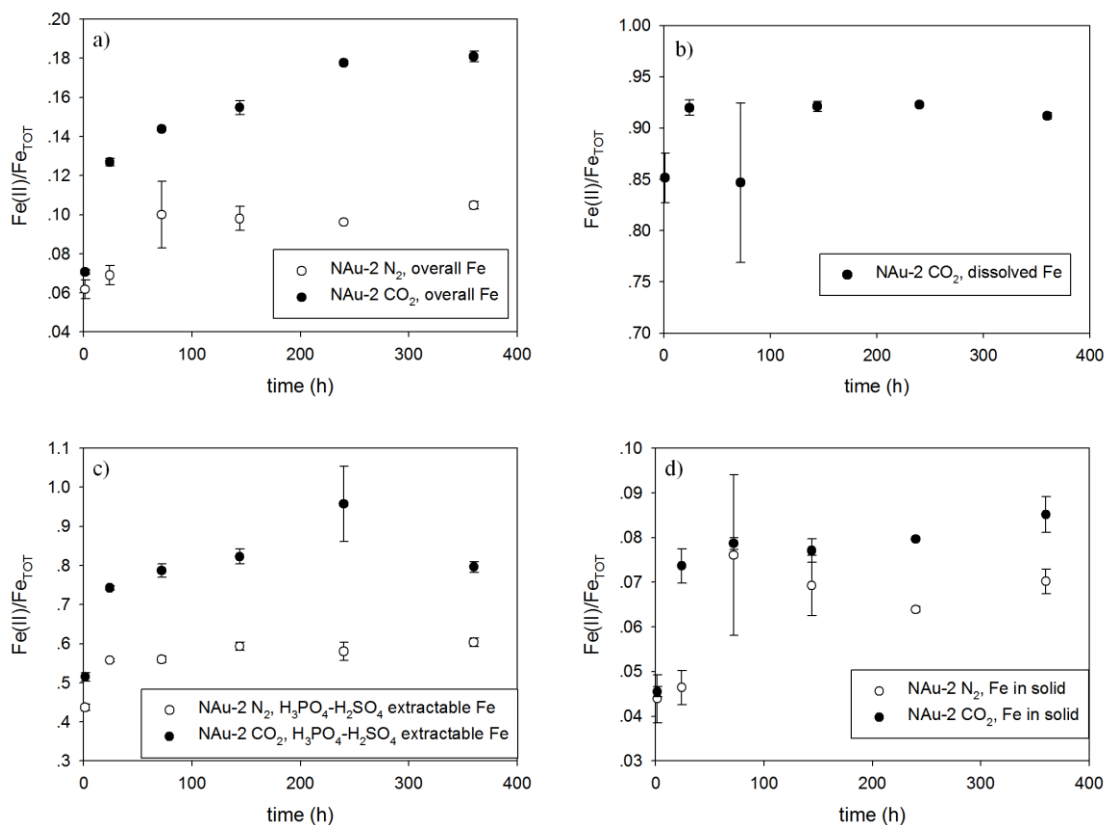 a)
Fe(II)/Fe_TOT
.20
.18
.16
.14
.12
.10
.08
.06
.04
0
100
200
300
400
time (h)
NAu-2 N₂, overall Fe
NAu-2 CO₂, overall Fe
b)
Fe(II)/Fe_TOT
1.00
.95
.90
.85
.80
.75
.70
0
100
200
300
400
time (h)
NAu-2 CO₂, dissolved Fe
c)
Fe(II)/Fe_TOT
1.1
1.0
.9
.8
.7
.6
.5
.4
.3
0
100
200
300
400
time (h)
NAu-2 N₂, H₃PO₄-H₂SO₄ extractable Fe
NAu-2 CO₂, H₃PO₄-H₂SO₄ extractable Fe
d)
Fe(II)/Fe_TOT
.10
.09
.08
.07
.06
.05
.04
.03
0
100
200
300
400
time (h)
NAu-2 N₂, Fe in solid
NAu-2 CO₂, Fe in solid